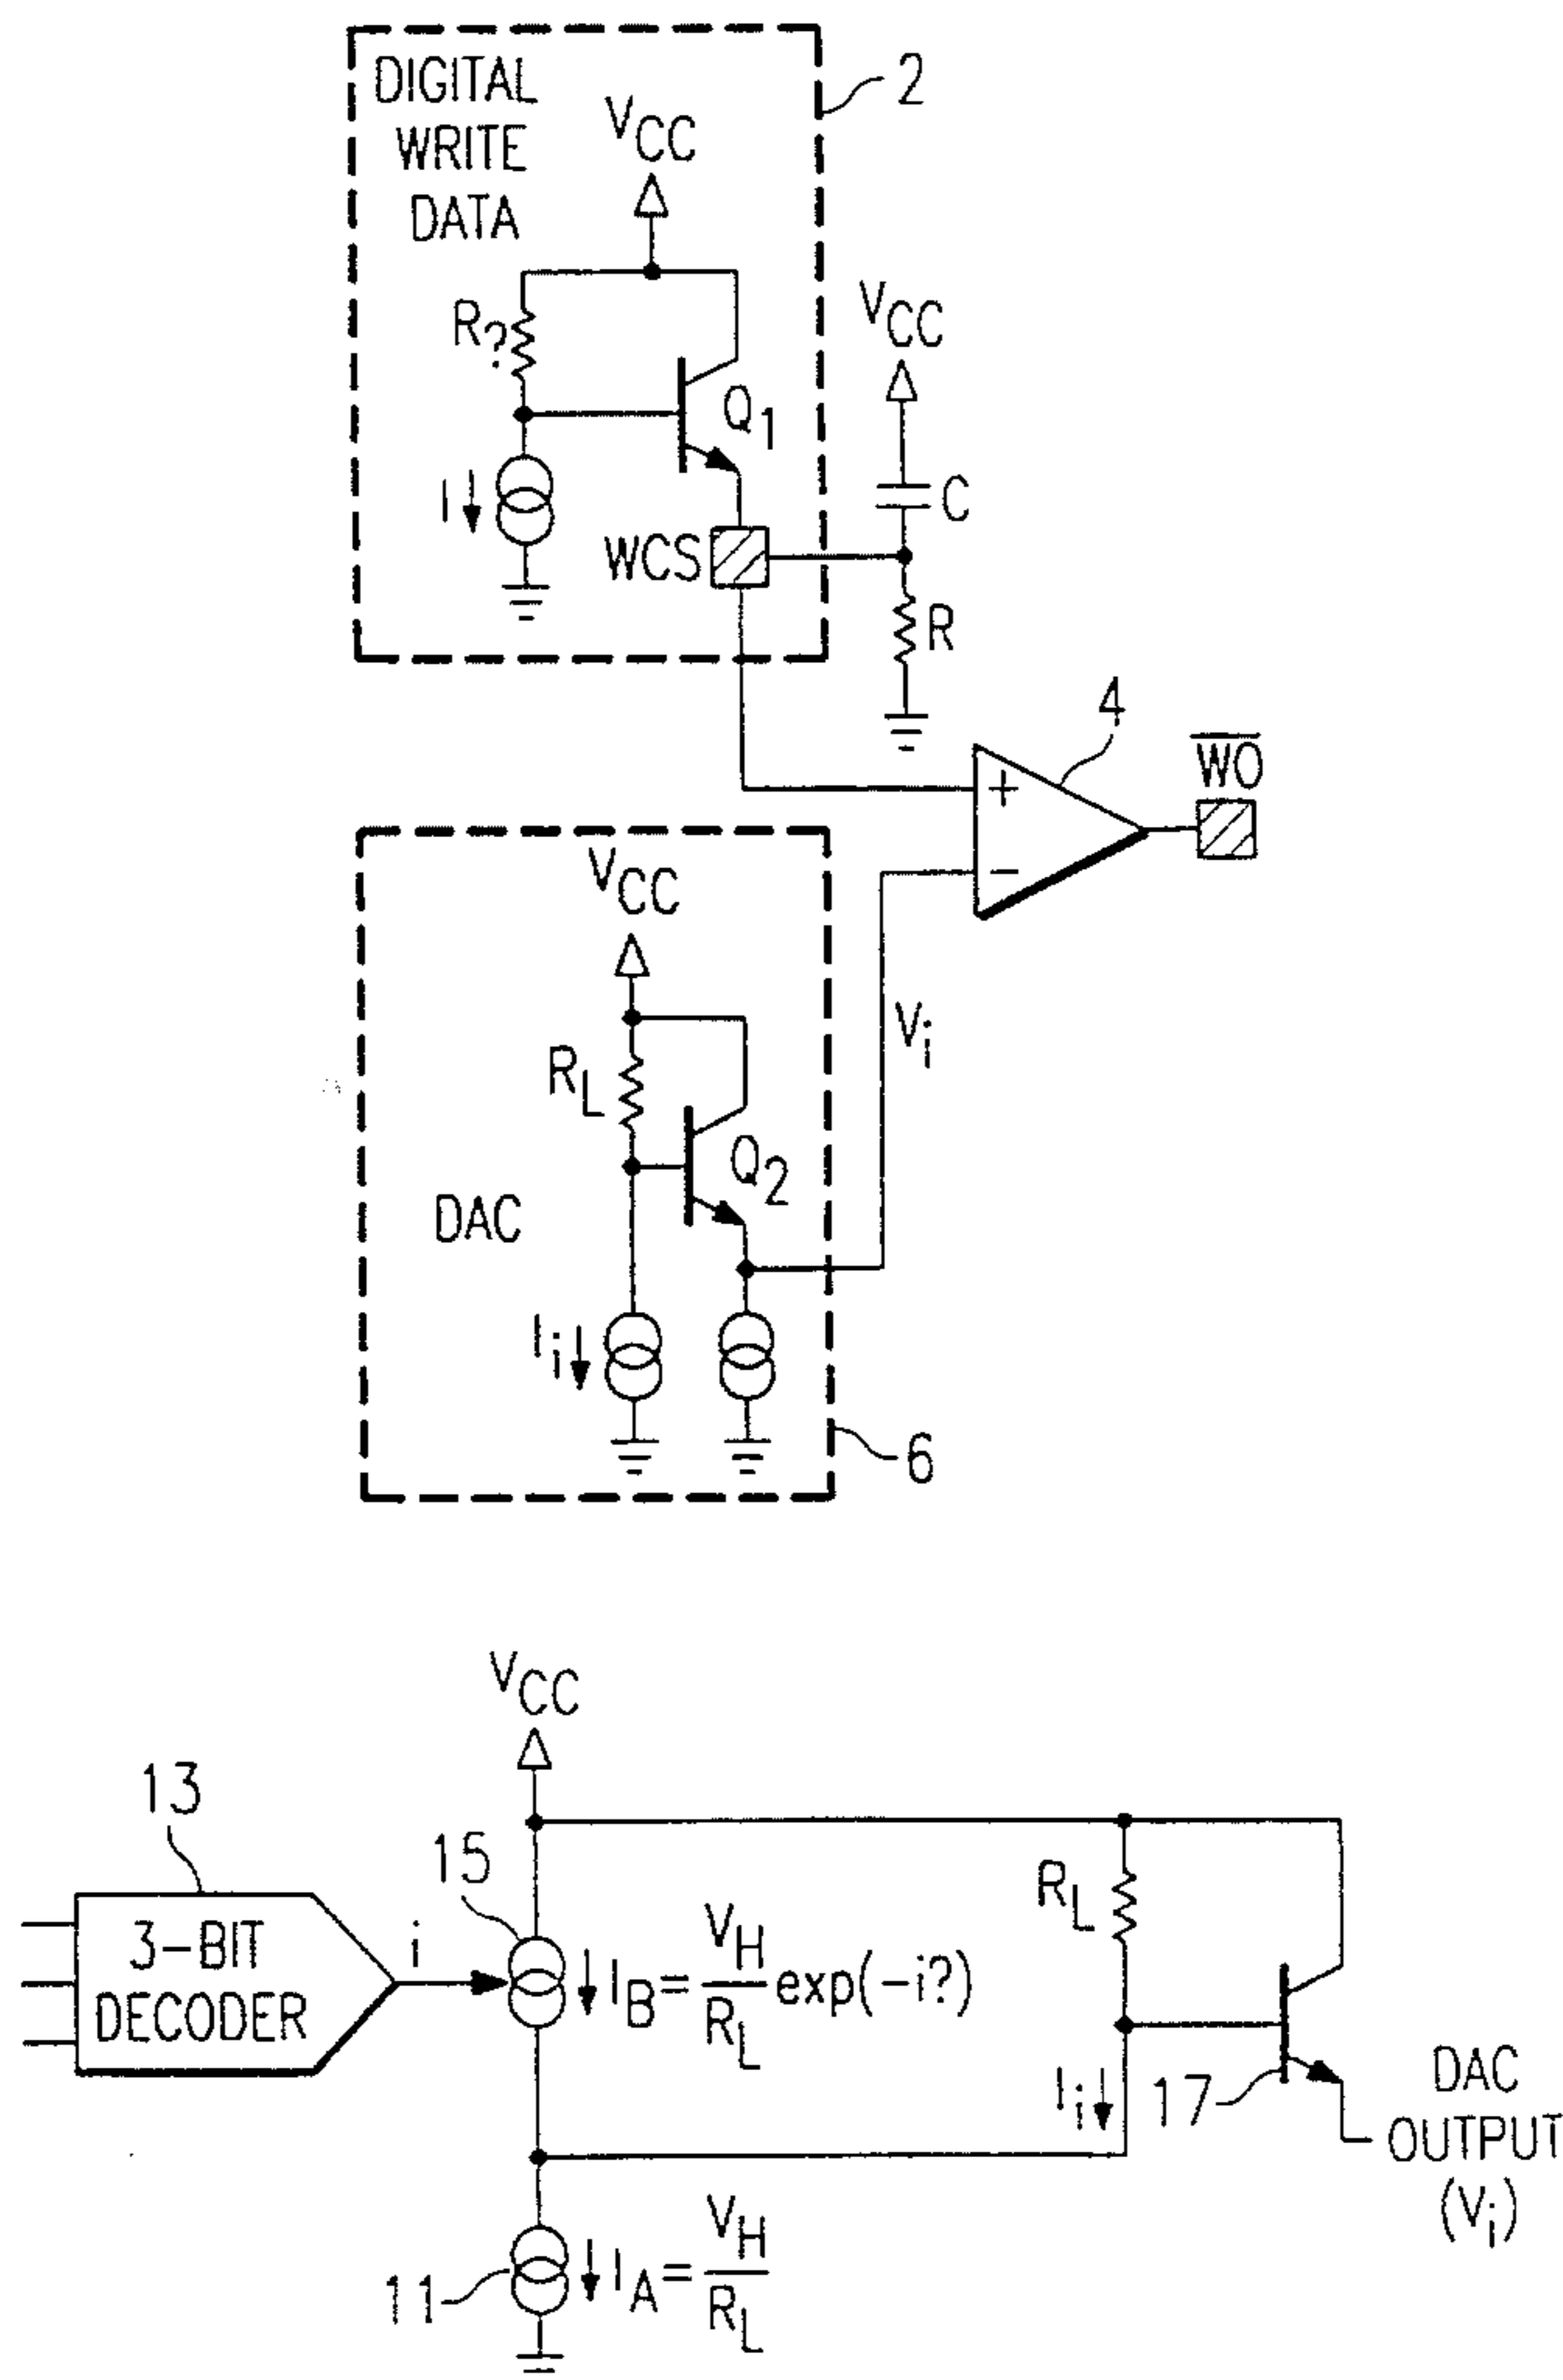 DIGITAL
WRITE
DATA
VCC
2
R?
Q1
I
WCS
VCC
C
R
4
+
−
WO
VCC
RL
Q2
DAC
Vi
Ii
6
VCC
13
3-BIT
DECODER
i
15
IB = VH/RL exp(-i?)
RL
Ii
17
DAC
OUTPUT
(Vi)
11
IA = VH/RL